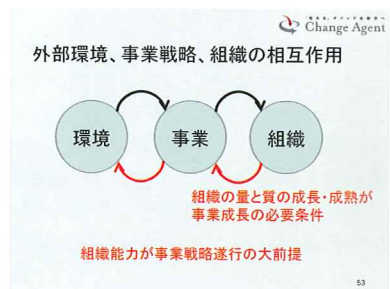 Change Agent
外部環境、事業戦略、組織の相互作用
環境
事業
組織
組織の量と質の成長・成熟が
事業成長の必要条件
組織能力が事業戦略遂行の大前提
53